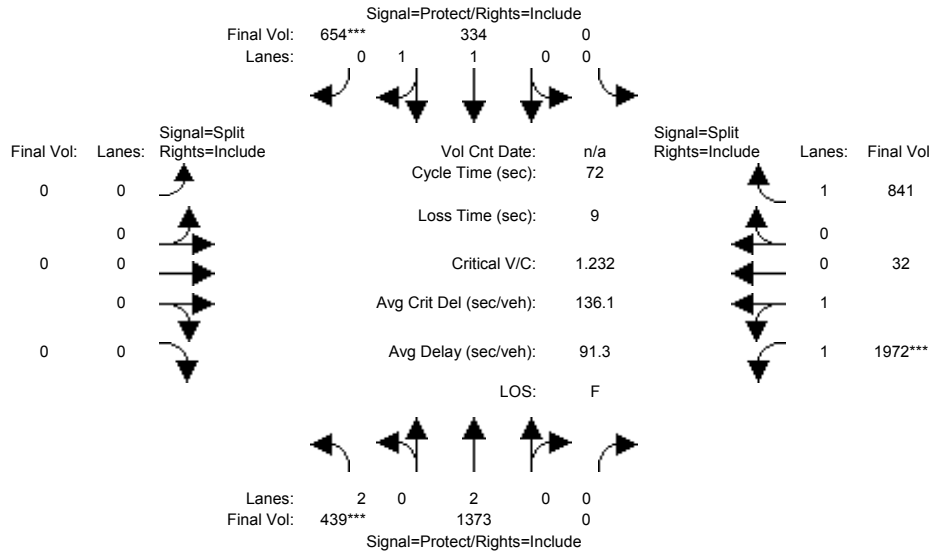 Signal=Protect/Rights=Include
Final Vol: 654*** 334 0
Lanes: 0 1 1 0 0
Signal=Split Signal=Split
Final Vol: Lanes: Rights=Include Vol Cnt Date: n/a Rights=Include Lanes: Final Vol
Cycle Time (sec): 72
0 0 1 841
Loss Time (sec): 9
0 0
0 0 Critical V/C: 1.232 0 32
0 Avg Crit Del (sec/veh): 136.1 1
0 0 Avg Delay (sec/veh): 91.3 1 1972***
LOS: F
Lanes: 2 0 2 0 0
Final Vol: 439*** 1373 0
Signal=Protect/Rights=Include